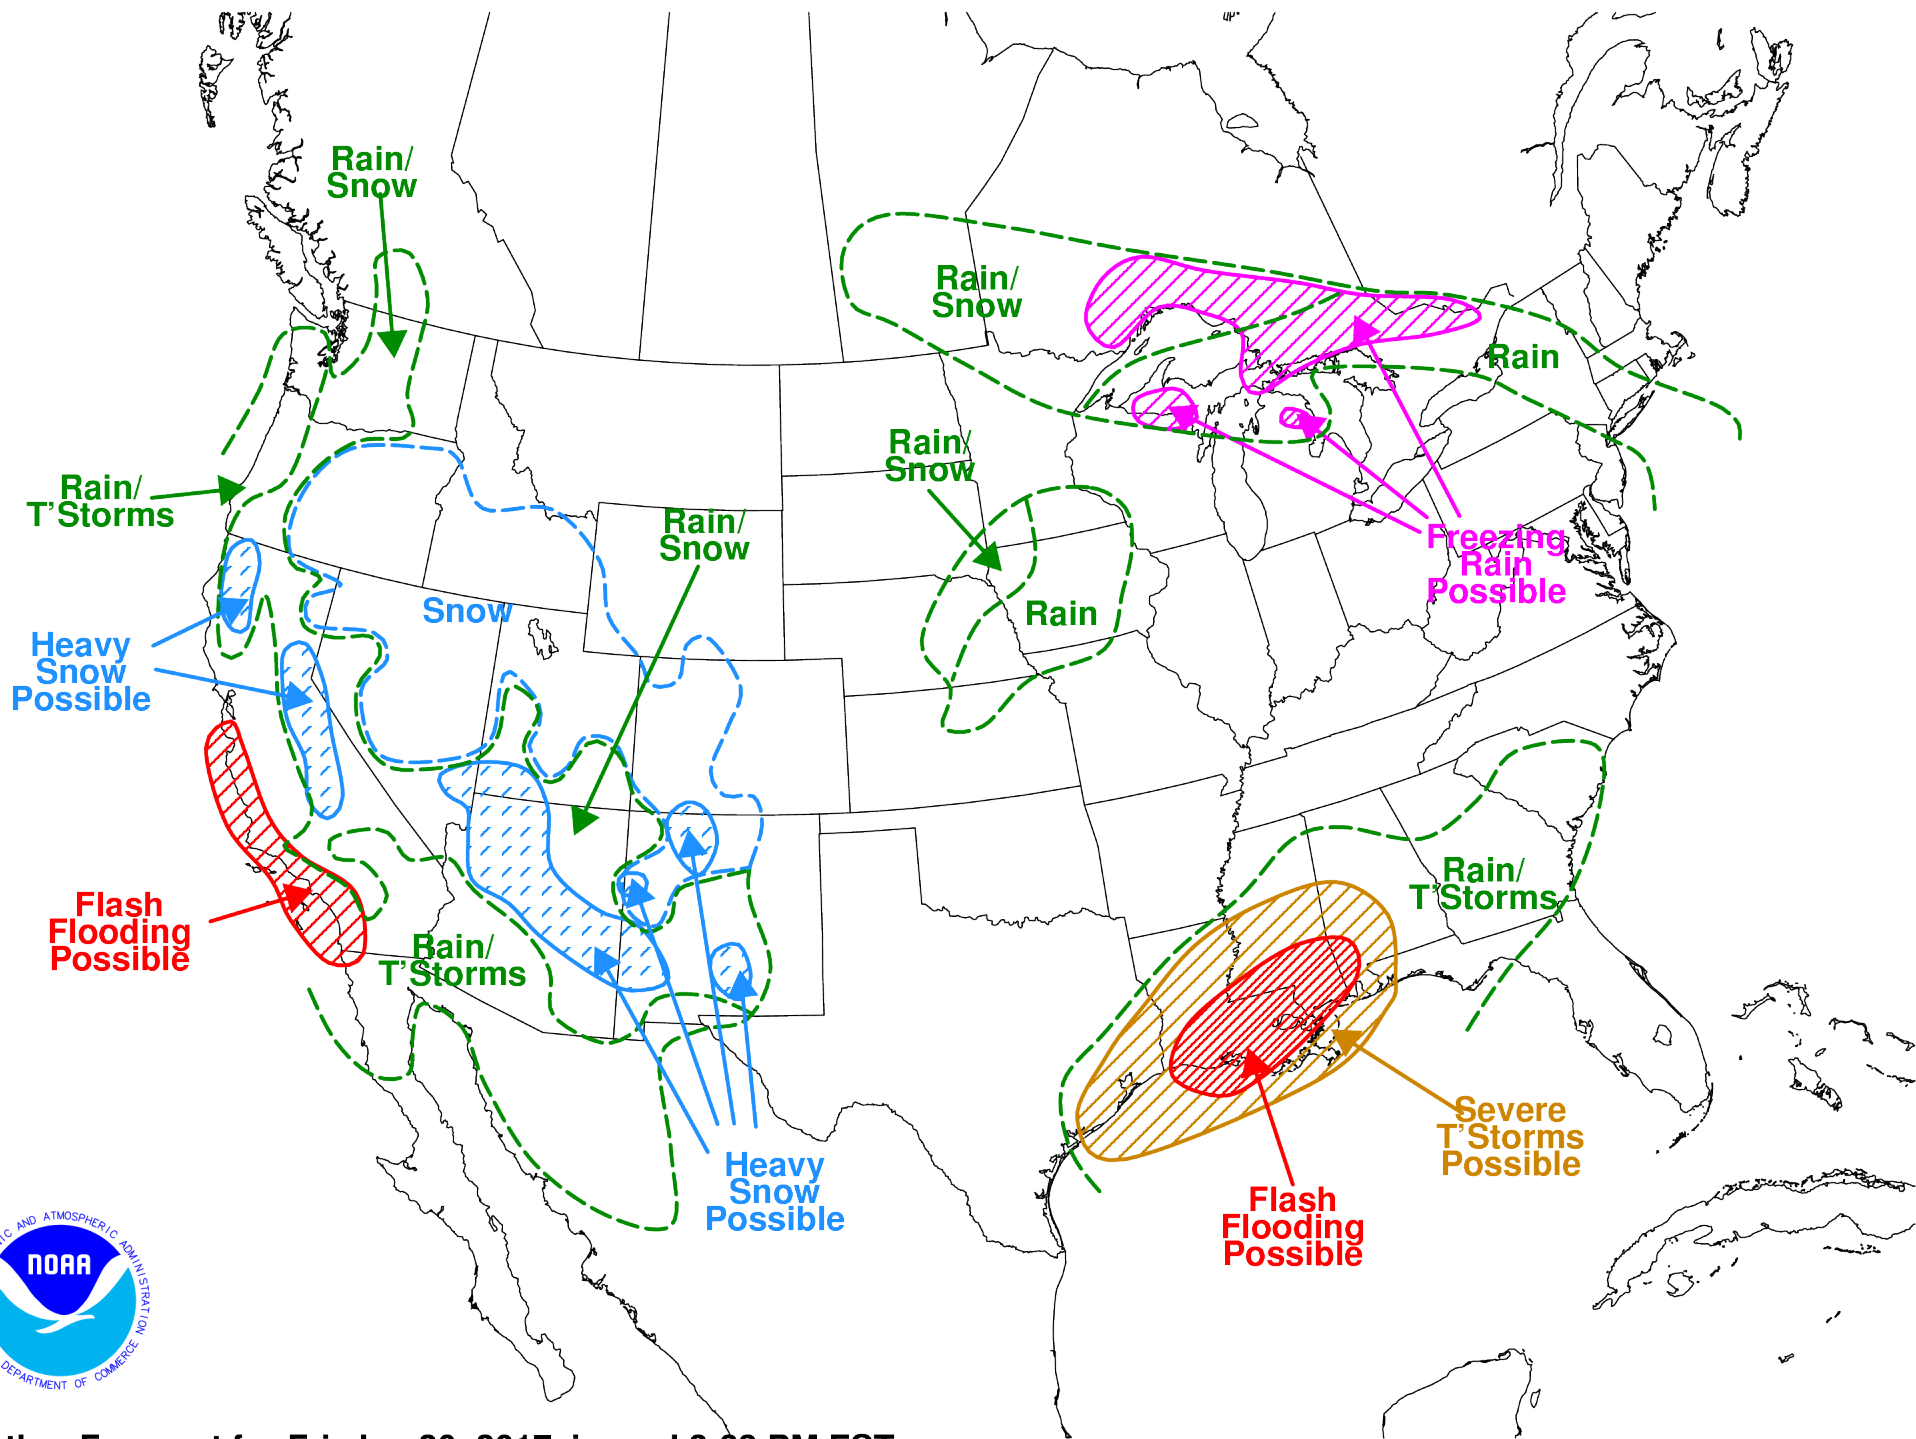 Rain/
Snow
Rain/
Snow
Rain
Rain/
Snow
Rain/
T'Storms
Rain/
Snow
Freezing
Rain
Possible
Snow
Rain
Heavy
Snow
Possible
Rain/
T'Storms
Flash
Flooding
Possible
Rain/
T'Storms
Severe
T'Storms
Possible
Heavy
Snow
Possible
Flash
Flooding
Possible
AND ATMOSPHERIC ADMINISTRATION
NOAA
DEPARTMENT OF COMMERCE